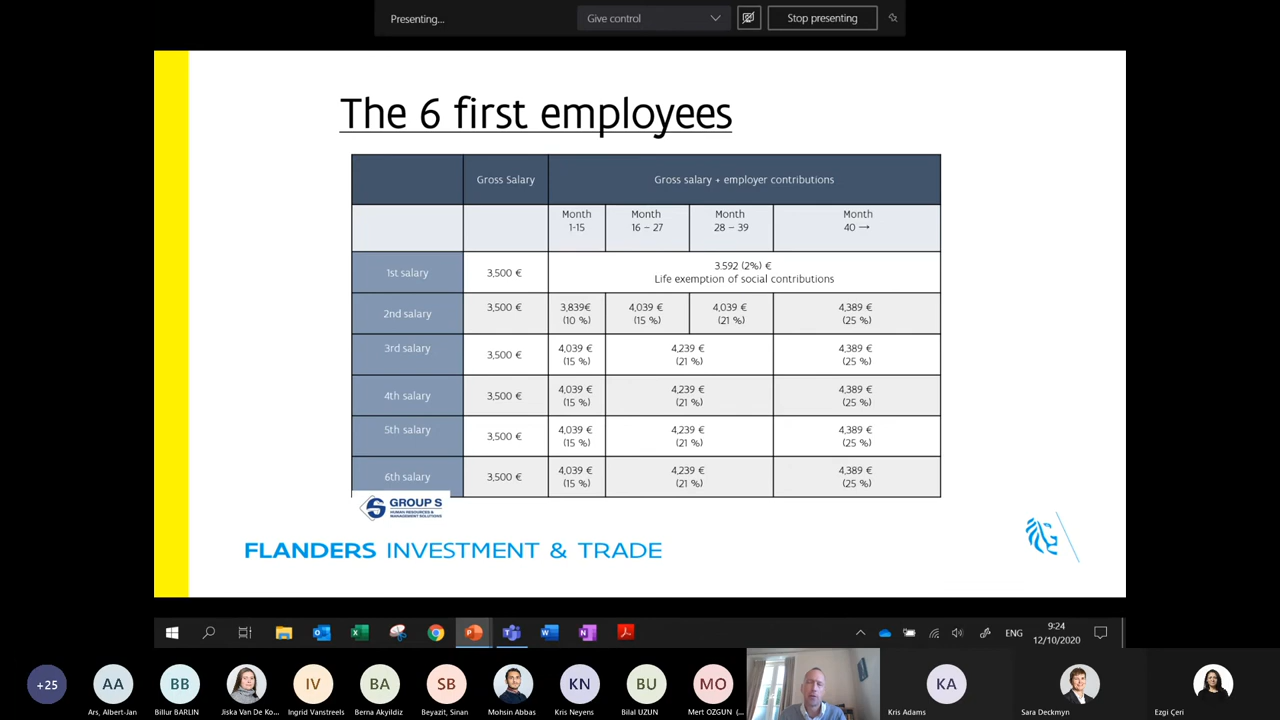 Presenting...
Give control
Stop presenting
The 6 first employees
Gross Salary
Gross salary + employer contributions
Month
1-15
Month
16 – 27
Month
28 – 39
Month
40 →
1st salary
3,500 €
3.592 (2%) €
Life exemption of social contributions
2nd salary
3,500 €
3,839€
(10 %)
4,039 €
(15 %)
4,039 €
(21 %)
4,389 €
(25 %)
3rd salary
3,500 €
4,039 €
(15 %)
4,239 €
(21 %)
4,389 €
(25 %)
4th salary
3,500 €
4,039 €
(15 %)
4,239 €
(21 %)
4,389 €
(25 %)
5th salary
3,500 €
4,039 €
(15 %)
4,239 €
(21 %)
4,389 €
(25 %)
6th salary
3,500 €
4,039 €
(15 %)
4,239 €
(21 %)
4,389 €
(25 %)
GROUP S
HUMAN RESOURCES &
MANAGEMENT SOLUTIONS
FLANDERS INVESTMENT & TRADE
ENG
9:24
12/10/2020
+25
AA
BB
IV
BA
SB
KN
BU
MO
KA
Ars, Albert-Jan
Billur BARLIN
Jiska Van De Ko...
Ingrid Vanstreels
Berna Akyildiz
Beyazit, Sinan
Mohsin Abbas
Kris Neyens
Bilal UZUN
Mert OZGUN (...
Kris Adams
Sara Deckmyn
Ezgi Çeri